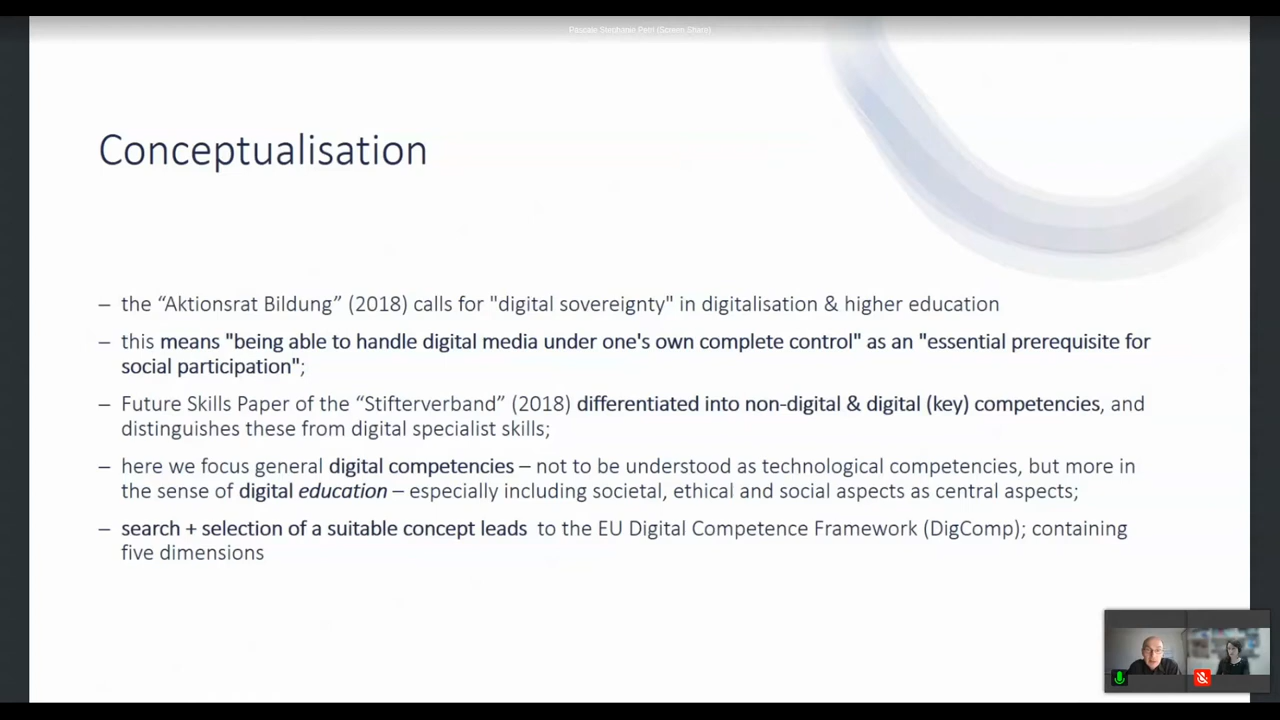 Pascale Stephanie Petri (Screen Share)
Conceptualisation
– the “Aktionsrat Bildung” (2018) calls for "digital sovereignty" in digitalisation & higher education
– this means "being able to handle digital media under one's own complete control" as an "essential prerequisite for
social participation";
– Future Skills Paper of the “Stifterverband” (2018) differentiated into non-digital & digital (key) competencies, and
distinguishes these from digital specialist skills;
– here we focus general digital competencies – not to be understood as technological competencies, but more in
the sense of digital education – especially including societal, ethical and social aspects as central aspects;
– search + selection of a suitable concept leads to the EU Digital Competence Framework (DigComp); containing
five dimensions